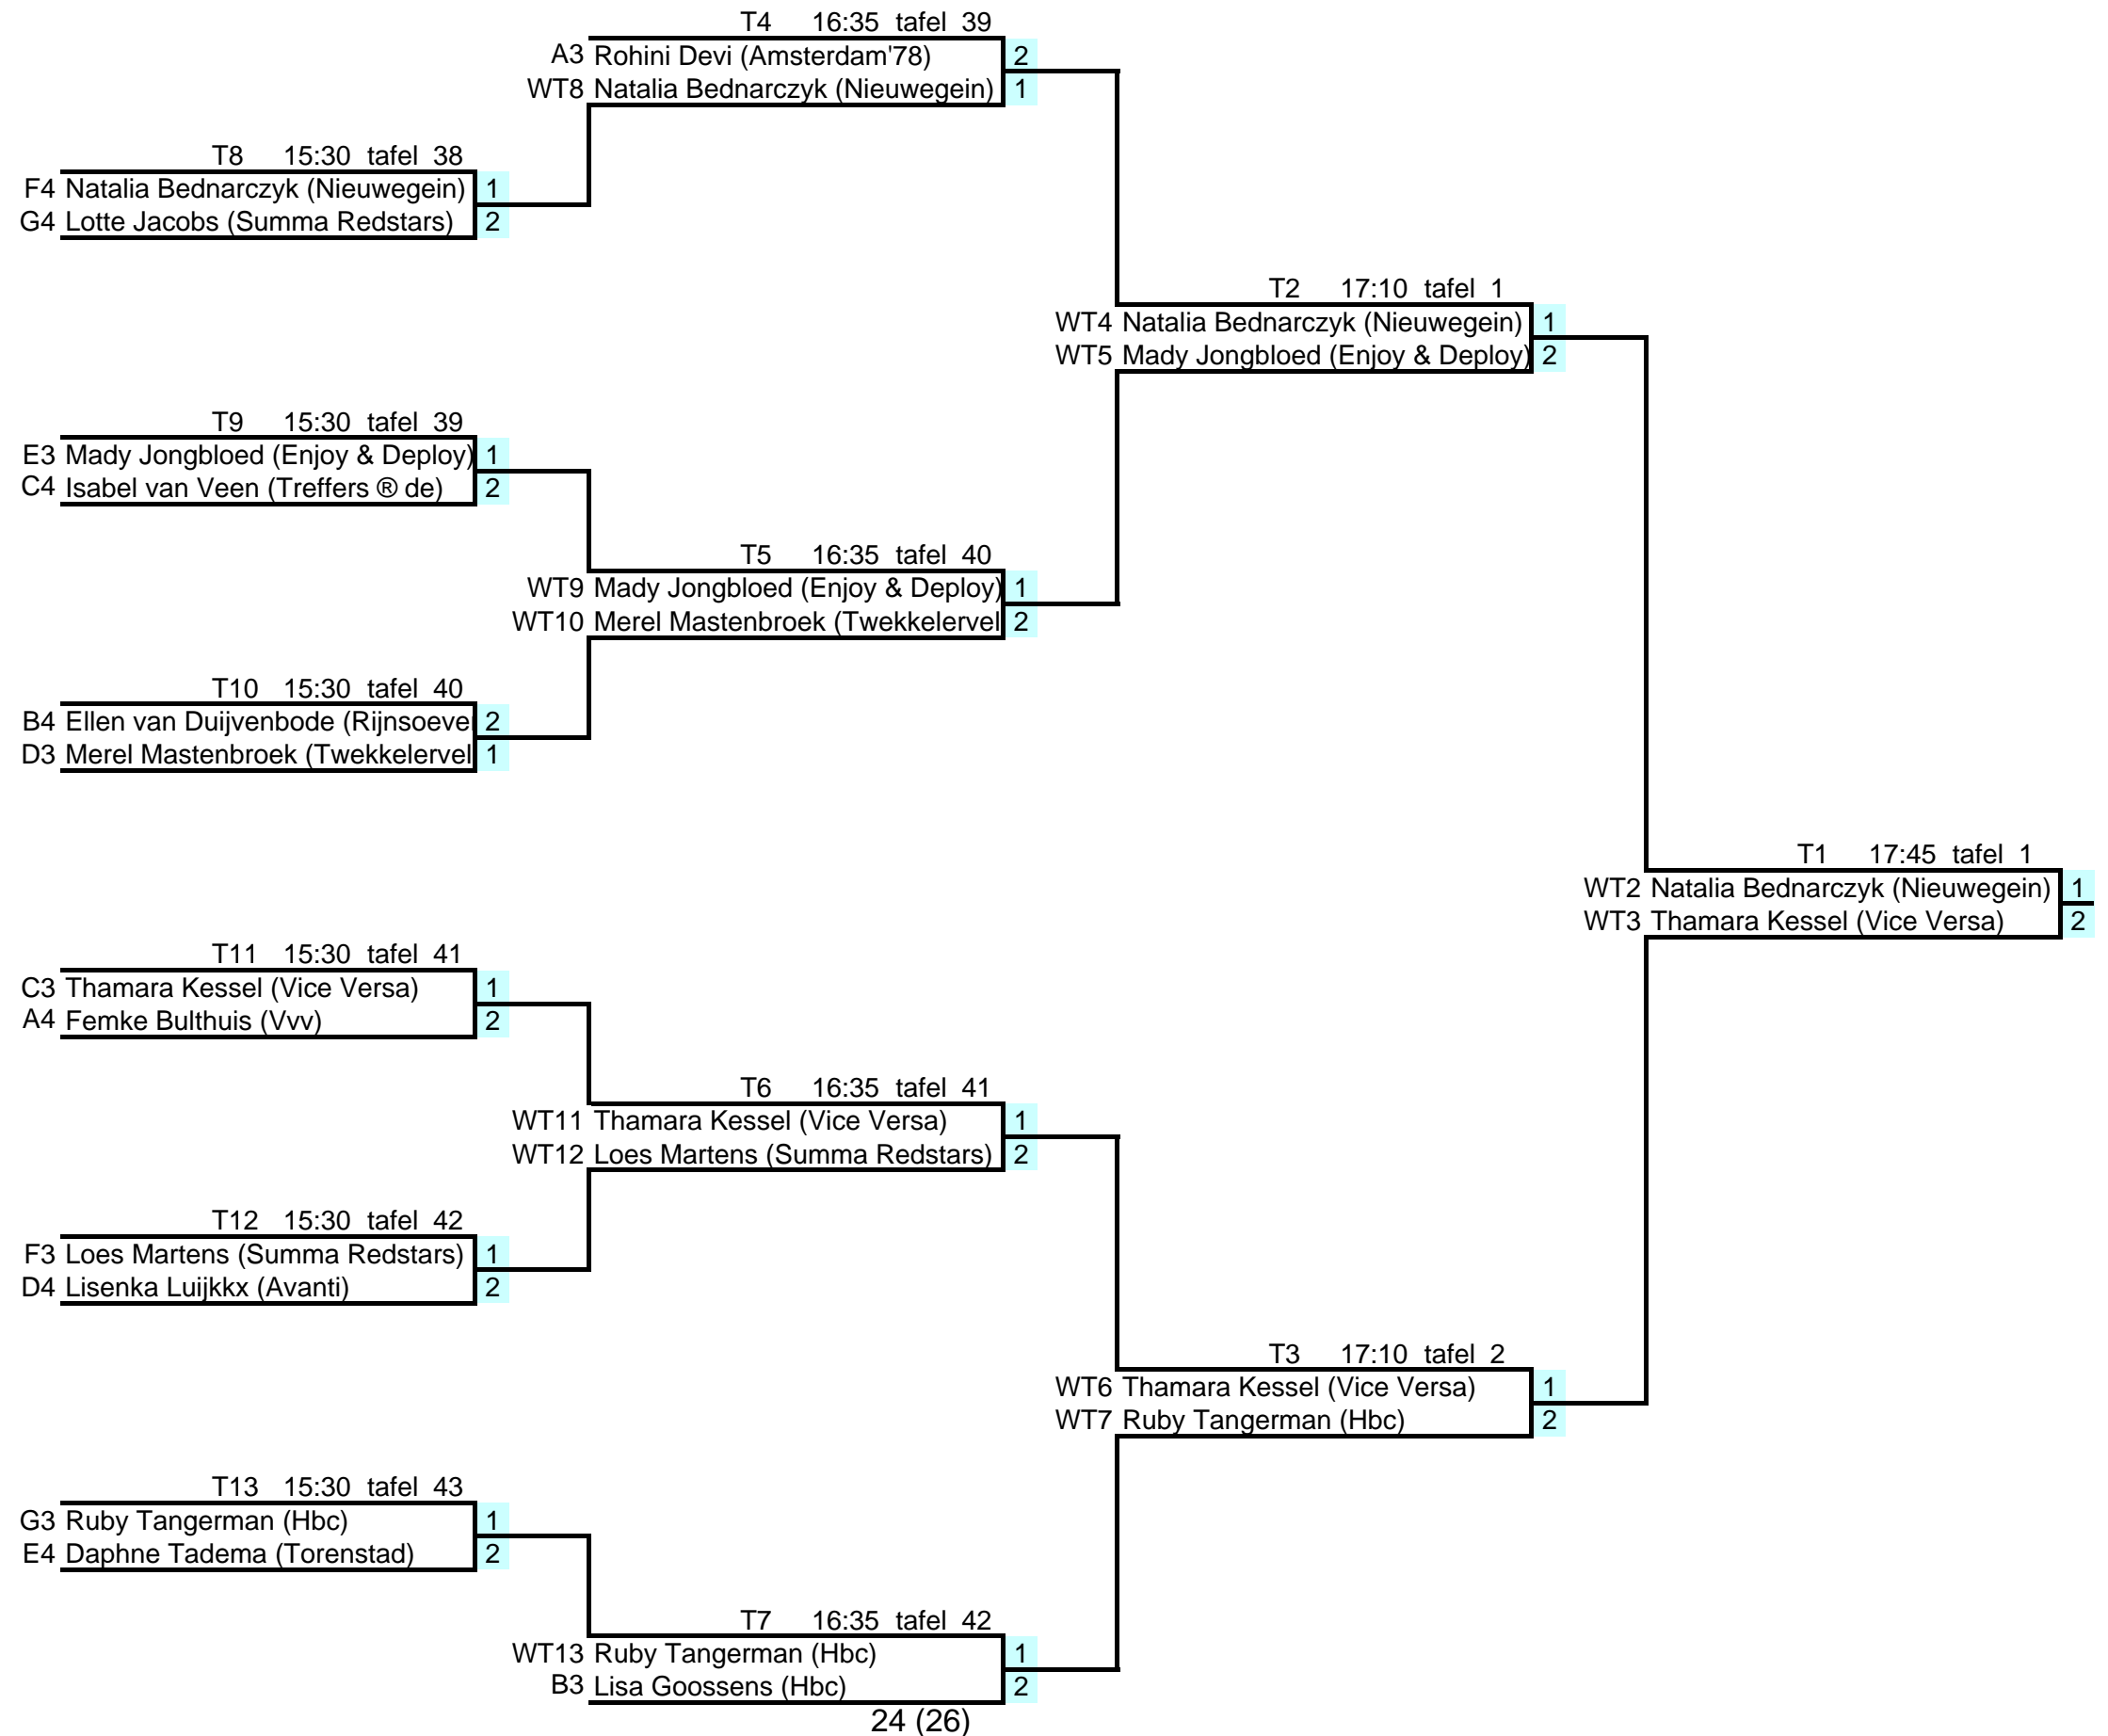 T4 16:35 tafel 39
A3 Rohini Devi (Amsterdam'78) 2
WT8 Natalia Bednarczyk (Nieuwegein) 1
T8 15:30 tafel 38
F4 Natalia Bednarczyk (Nieuwegein) 1
G4 Lotte Jacobs (Summa Redstars) 2
T2 17:10 tafel 1
WT4 Natalia Bednarczyk (Nieuwegein) 1
WT5 Mady Jongbloed (Enjoy & Deploy) 2
T9 15:30 tafel 39
E3 Mady Jongbloed (Enjoy & Deploy) 1
C4 Isabel van Veen (Treffers ® de) 2
T5 16:35 tafel 40
WT9 Mady Jongbloed (Enjoy & Deploy) 1
WT10 Merel Mastenbroek (Twekkelervel 2
T10 15:30 tafel 40
B4 Ellen van Duijvenbode (Rijnsoever 2
D3 Merel Mastenbroek (Twekkelervel 1
T1 17:45 tafel 1
WT2 Natalia Bednarczyk (Nieuwegein) 1
WT3 Thamara Kessel (Vice Versa) 2
T11 15:30 tafel 41
C3 Thamara Kessel (Vice Versa) 1
A4 Femke Bulthuis (Vvv) 2
T6 16:35 tafel 41
WT11 Thamara Kessel (Vice Versa) 1
WT12 Loes Martens (Summa Redstars) 2
T12 15:30 tafel 42
F3 Loes Martens (Summa Redstars) 1
D4 Lisenka Luijkkx (Avanti) 2
T3 17:10 tafel 2
WT6 Thamara Kessel (Vice Versa) 1
WT7 Ruby Tangerman (Hbc) 2
T13 15:30 tafel 43
G3 Ruby Tangerman (Hbc) 1
E4 Daphne Tadema (Torenstad) 2
T7 16:35 tafel 42
WT13 Ruby Tangerman (Hbc) 1
B3 Lisa Goossens (Hbc) 2
24 (26)